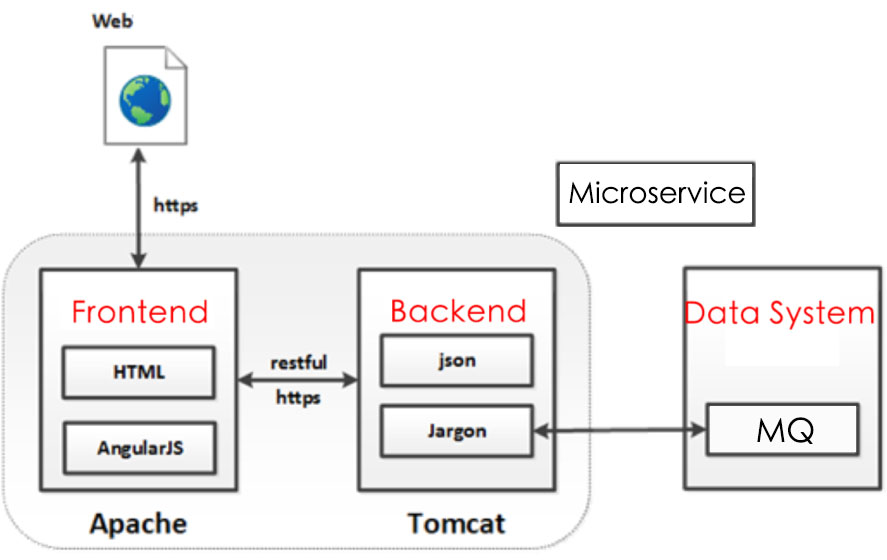 Web
https
Microservice
Frontend
HTML
AngularJS
Apache
restful
https
Backend
json
Jargon
Tomcat
Data System
MQ